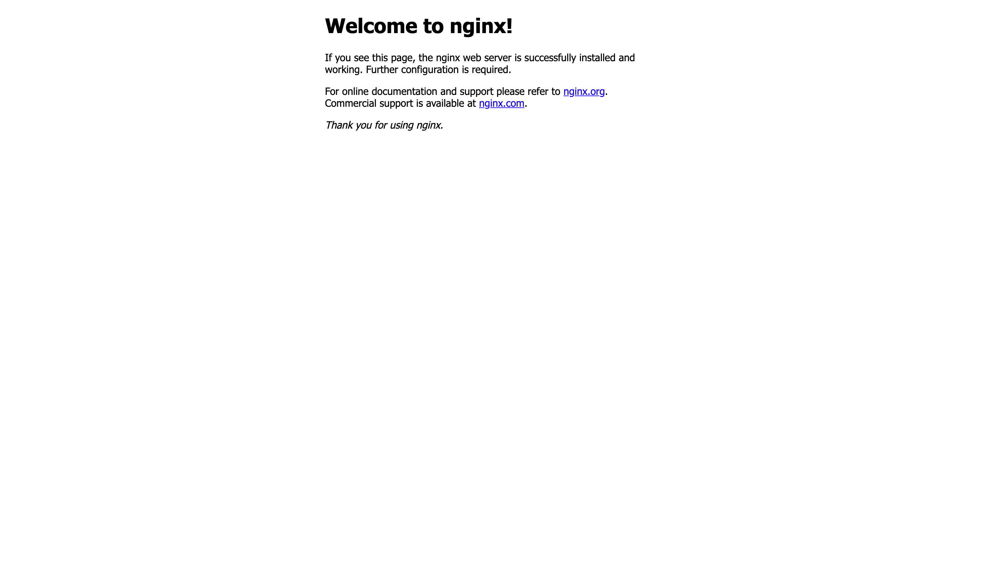 Welcome to nginx!
If you see this page, the nginx web server is successfully installed and
working. Further configuration is required.
For online documentation and support please refer to nginx.org.
Commercial support is available at nginx.com.
Thank you for using nginx.